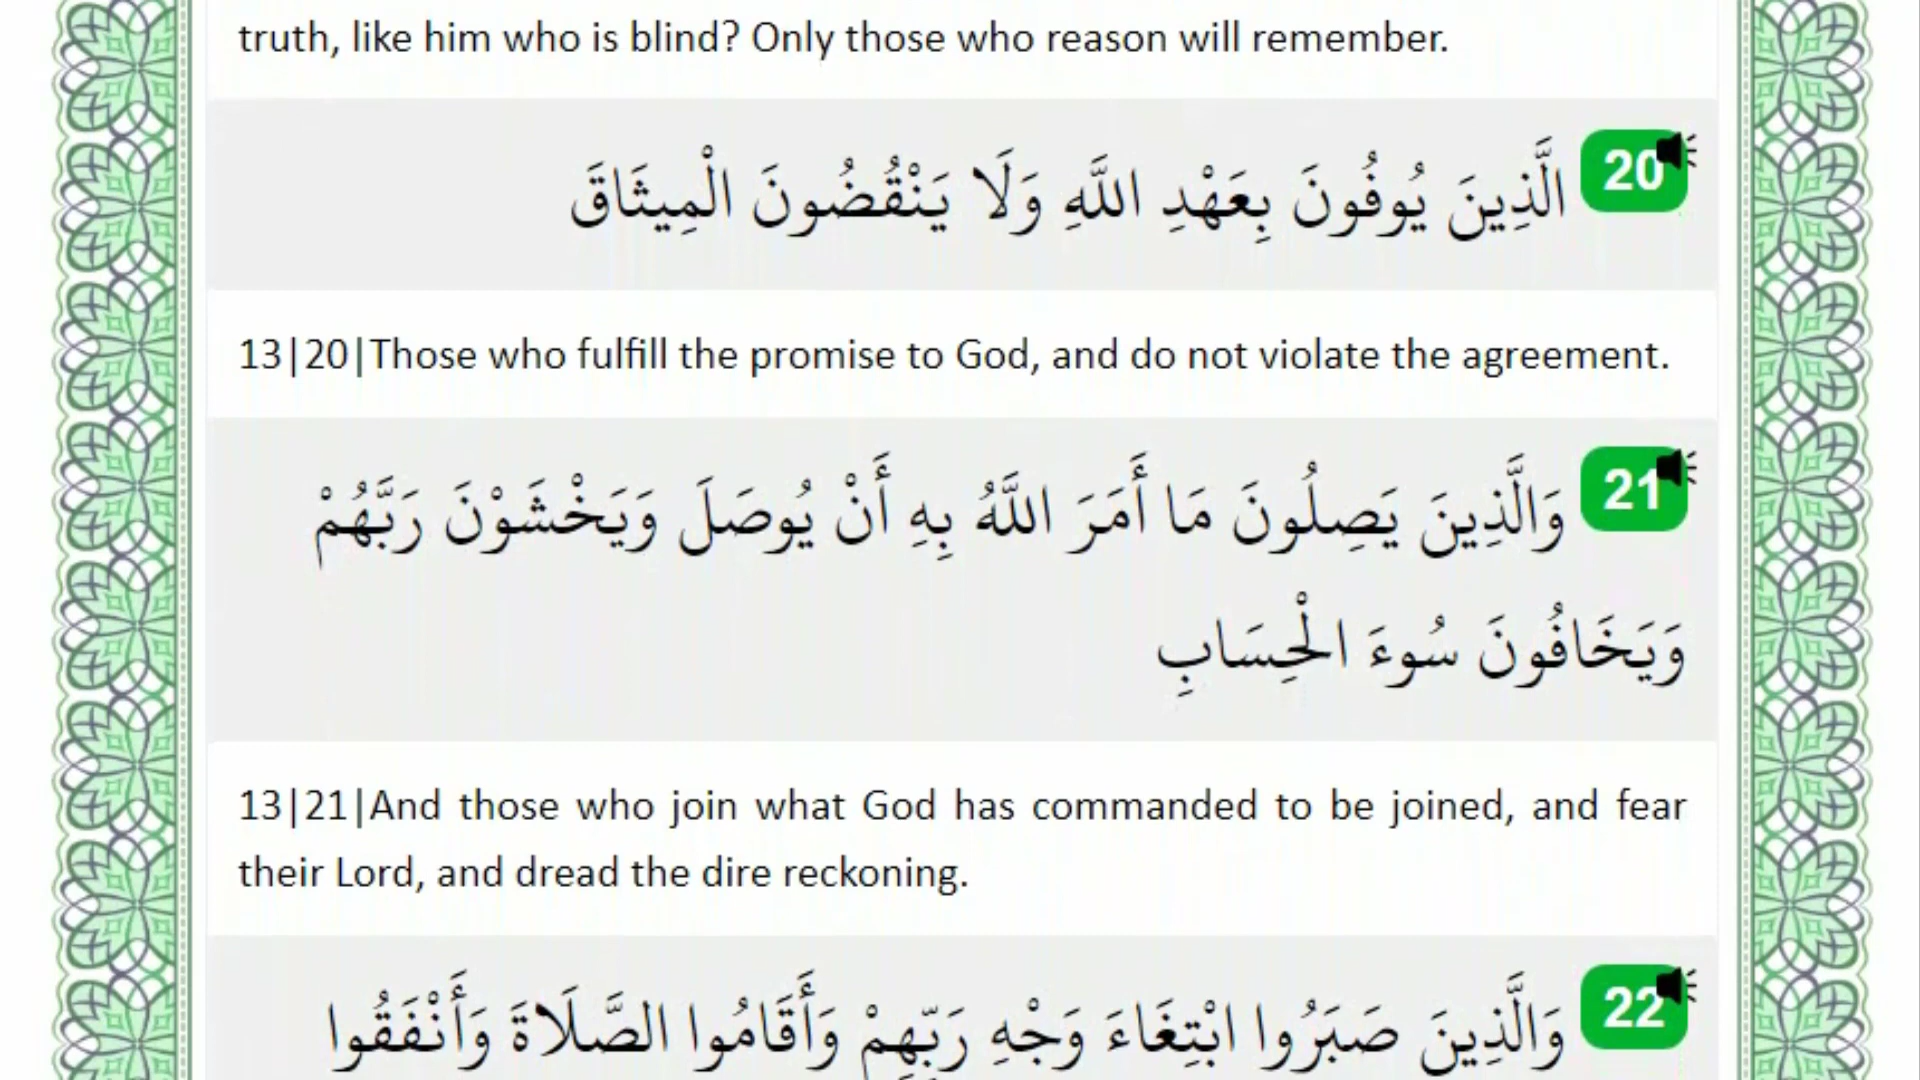 truth, like him who is blind? Only those who reason will remember.
20 الَّذِينَ يُوفُونَ بِعَهْدِ اللَّهِ وَلَا يَنْقُضُونَ الْمِيثَاقَ
13|20|Those who fulfill the promise to God, and do not violate the agreement.
21 وَالَّذِينَ يَصِلُونَ مَا أَمَرَ اللَّهُ بِهِ أَنْ يُوصَلَ وَيَخْشَوْنَ رَبَّهُمْ
وَيَخَافُونَ سُوءَ الْحِسَابِ
13|21|And those who join what God has commanded to be joined, and fear
their Lord, and dread the dire reckoning.
22 وَالَّذِينَ صَبَرُوا ابْتِغَاءَ وَجْهِ رَبِّهِمْ وَأَقَامُوا الصَّلَاةَ وَأَنْفَقُوا